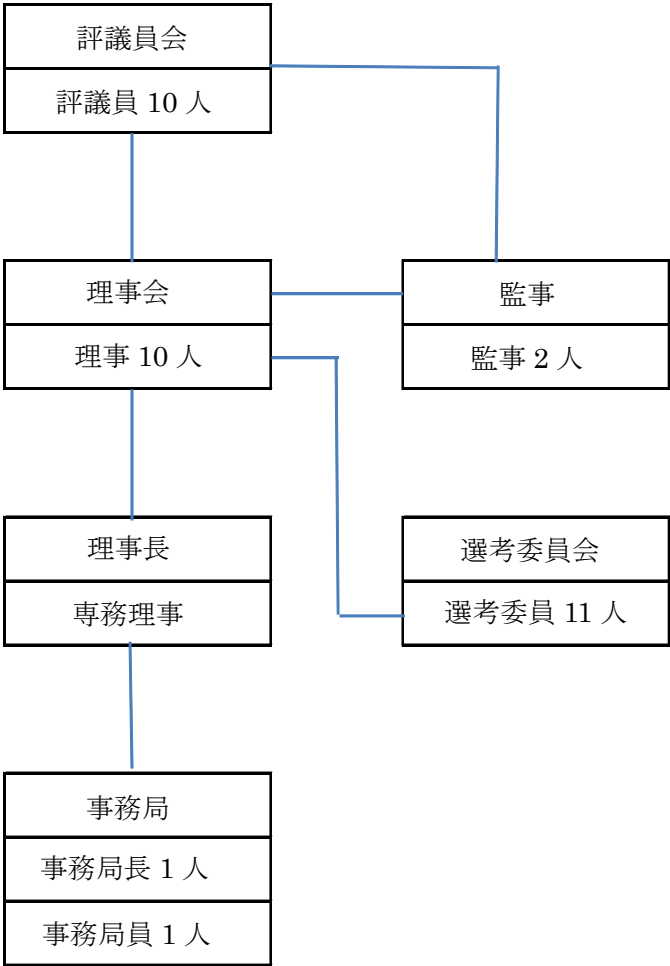 評議員会
評議員 10 人
理事会
理事 10 人
監事
監事 2 人
理事長
専務理事
選考委員会
選考委員 11 人
事務局
事務局長 1 人
事務局員 1 人